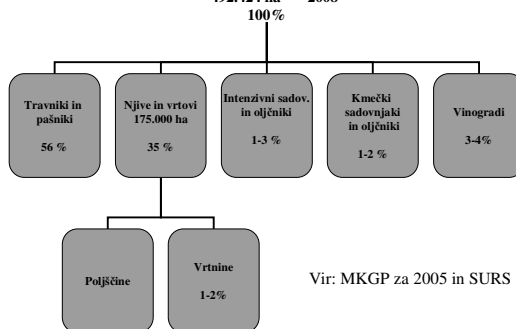 100%
Travniki in
pašniki
56 %
Njive in vrtovi
175.000 ha
35 %
Intenzivni sadov.
in oljčniki
1-3 %
Kmečki
sadovnjaki
in oljčniki
1-2 %
Vinogradi
3-4%
Poljščine
Vrtnine
1-2%
Vir: MKGP za 2005 in SURS